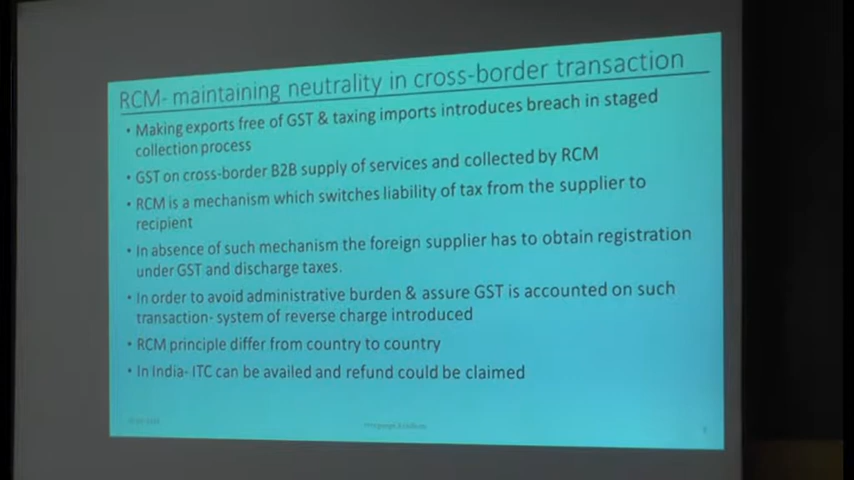 RCM- maintaining neutrality in cross-border transaction
• Making exports free of GST & taxing imports introduces breach in staged
collection process
• GST on cross-border B2B supply of services and collected by RCM
• RCM is a mechanism which switches liability of tax from the supplier to
recipient
• In absence of such mechanism the foreign supplier has to obtain registration
under GST and discharge taxes.
• In order to avoid administrative burden & assure GST is accounted on such
transaction- system of reverse charge introduced
• RCM principle differ from country to country
• In India- ITC can be availed and refund could be claimed